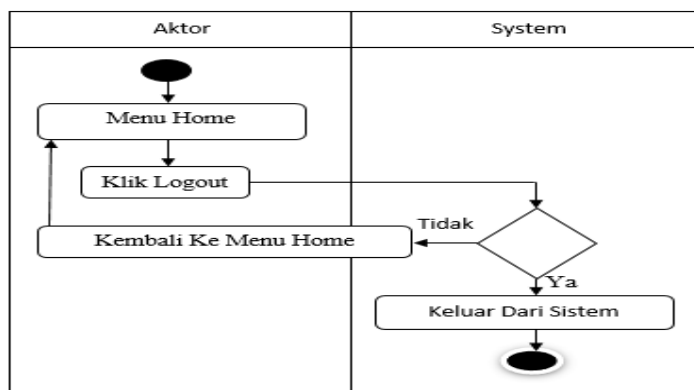 Aktor
System
Menu Home
Klik Logout
Tidak
Kembali Ke Menu Home
Ya
Keluar Dari Sistem